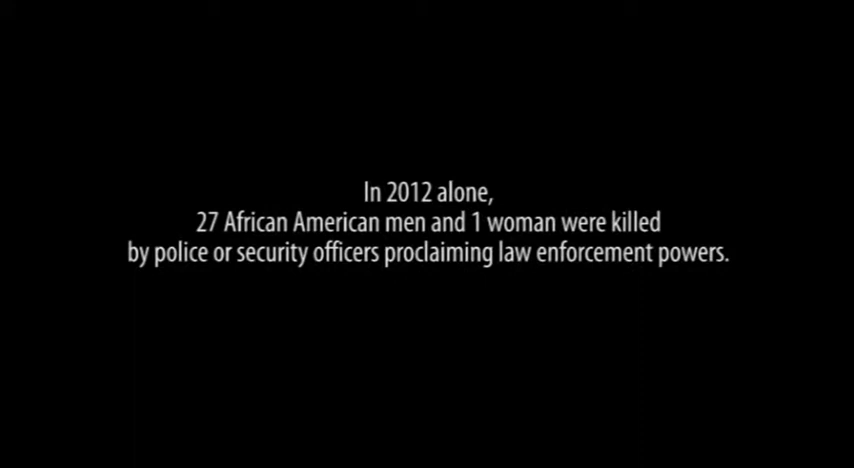 In 2012 alone,
27 African American men and 1 woman were killed
by police or security officers proclaiming law enforcement powers.